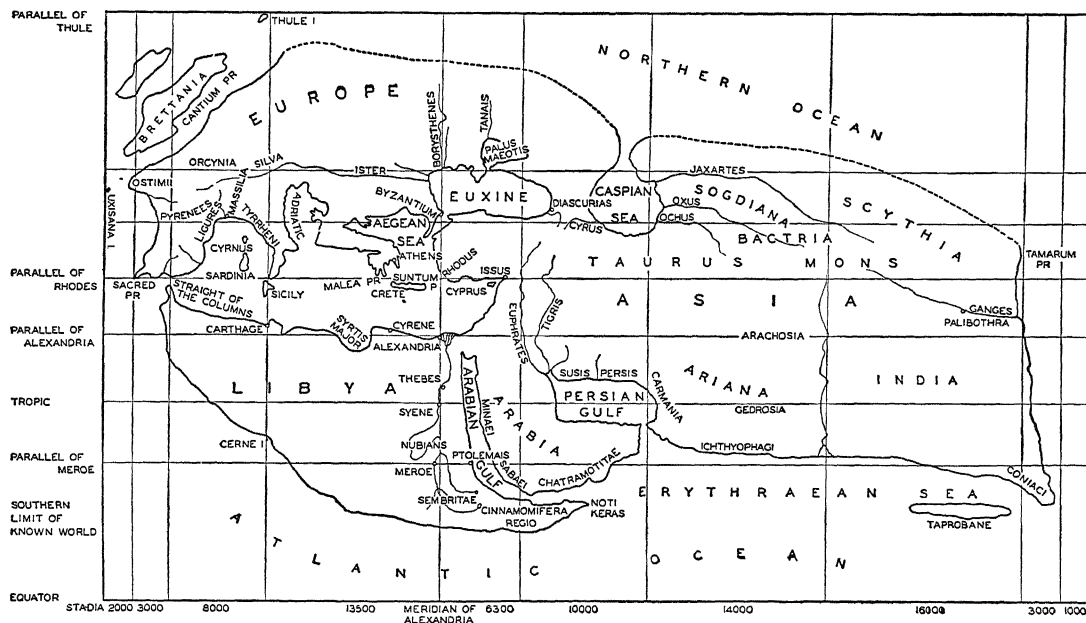 PARALLEL OF
THULE
THULE I
NORTHERN OCEAN
BRETTANIA
CANTIUM PR
EUROPE
BORYSTHENES
TANAIS
PALUS
MAEOTIS
ORCYNIA SILVA
ISTER
OSTIMII
UXISANA I.
PYRENEES
LIGURES
MASSILIA
TYRRHENI
ADRIATIC
BYZANTIUM
EUXINE
DIASCURIAS
CYRUS
CASPIAN
SEA
JAXARTES
OXUS
OCHUS
SOGDIANA
SCYTHIA
BACTRIA
CYRNUS
SARDINIA
AEGEAN
SEA
ATHENS
TAURUS MONS
TAMARUM
PR
PARALLEL OF
RHODES
SACRED
PR
STRAIGHT OF
THE COLUMNS
SICILY
MALEA PR
SUNIUM
P
CRETE
RHODUS
ISSUS
CYPRUS
EUPHRATES
TIGRIS
ASIA
GANGES
PALIBOTHRA
PARALLEL OF
ALEXANDRIA
CARTHAGE
SYRTIS
MAJOR
CYRENE
ALEXANDRIA
ARACHOSIA
LIBYA
THEBES
ARABIAN
GULF
MINAEI
ARABIA
SUSIS PERSIS
PERSIAN
GULF
CARMANIA
ARIANA
GEDROSIA
INDIA
TROPIC
SYENE
CERNE I
NUBIANS
PTOLEMAIS
SABAEI
CHATRAMOTITAE
ICHTHYOPHAGI
PARALLEL OF
MEROE
MEROE
CONIACI
SEMBRITAE
CINNAMOMIFERA
REGIO
NOTI
KERAS
ERYTHRAEAN SEA
TAPROBANE
SOUTHERN
LIMIT OF
KNOWN WORLD
ATLANTIC OCEAN
EQUATOR
STADIA 2000 3000 8000 13500 MERIDIAN OF 6300 10000 14000 16000 3000 1000
ALEXANDRIA